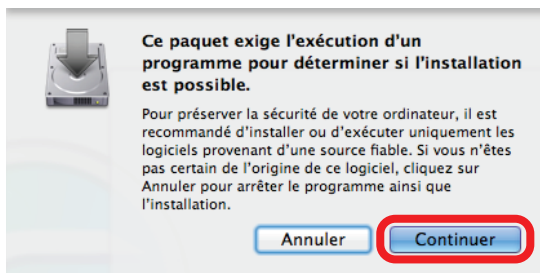 Ce paquet exige l'exécution d'un
programme pour déterminer si l'installation
est possible.
Pour préserver la sécurité de votre ordinateur, il est
recommandé d'installer ou d'exécuter uniquement les
logiciels provenant d'une source fiable. Si vous n'êtes
pas certain de l'origine de ce logiciel, cliquez sur
Annuler pour arrêter le programme ainsi que
l'installation.
Annuler Continuer